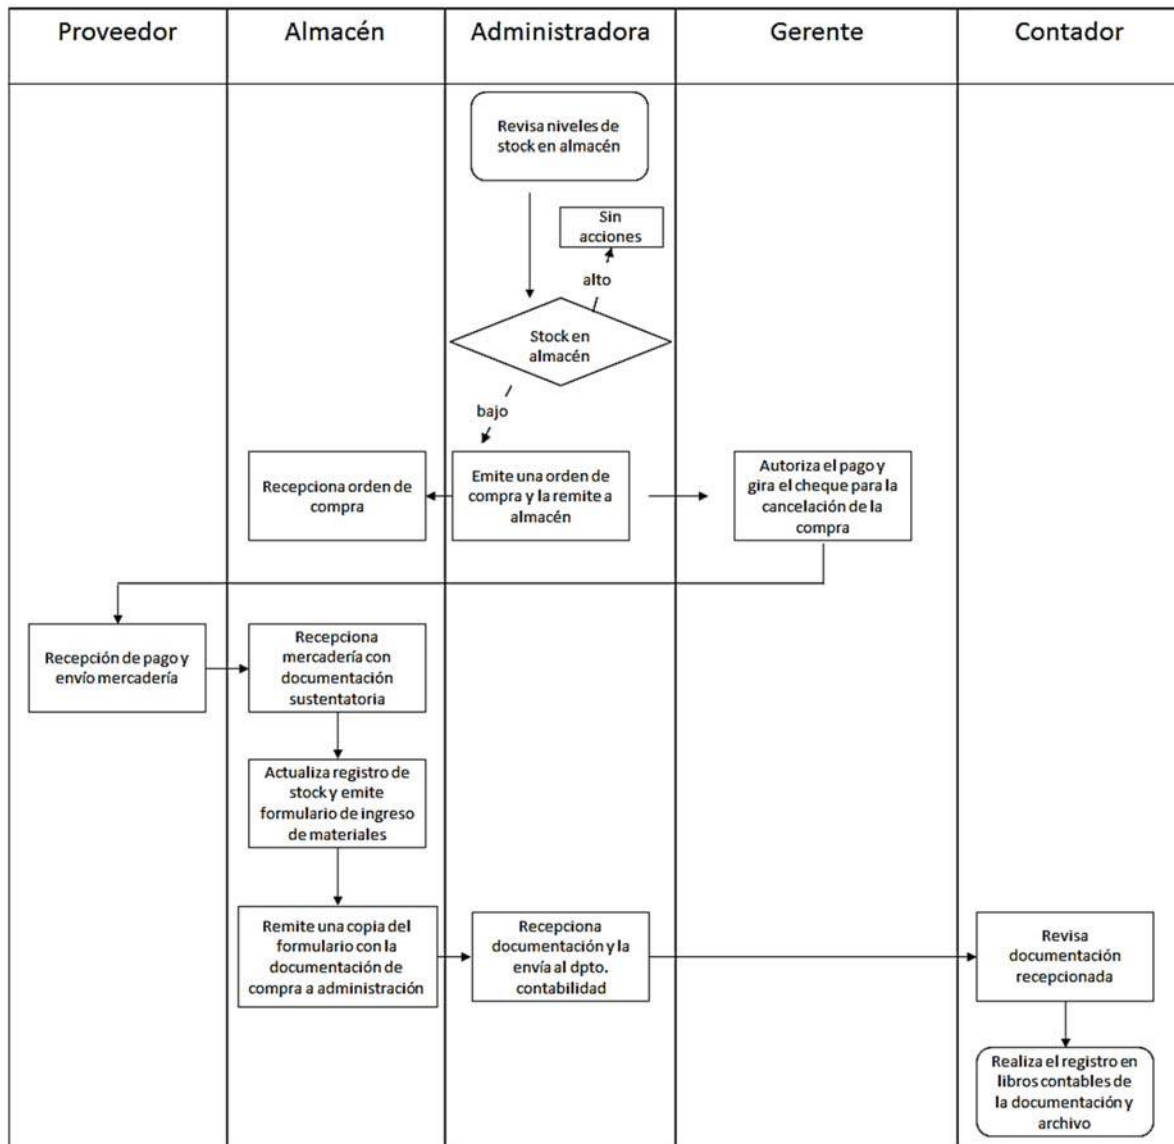 Proveedor
Almacén
Administradora
Gerente
Contador
Revisa niveles de
stock en almacén
Sin
acciones
alto
Stock en
almacén
bajo
Recepciona orden de
compra
Emite una orden de
compra y la remite a
almacén
Autoriza el pago y
gira el cheque para la
cancelación de la
compra
Recepción de pago y
envío mercadería
Recepciona
mercadería con
documentación
sustentatoria
Actualiza registro de
stock y emite
formulario de ingreso
de materiales
Remite una copia del
formulario con la
documentación de
compra a administración
Recepciona
documentación y la
envía al dpto.
contabilidad
Revisa
documentación
recepcionada
Realiza el registro en
libros contables de
la documentación y
archivo